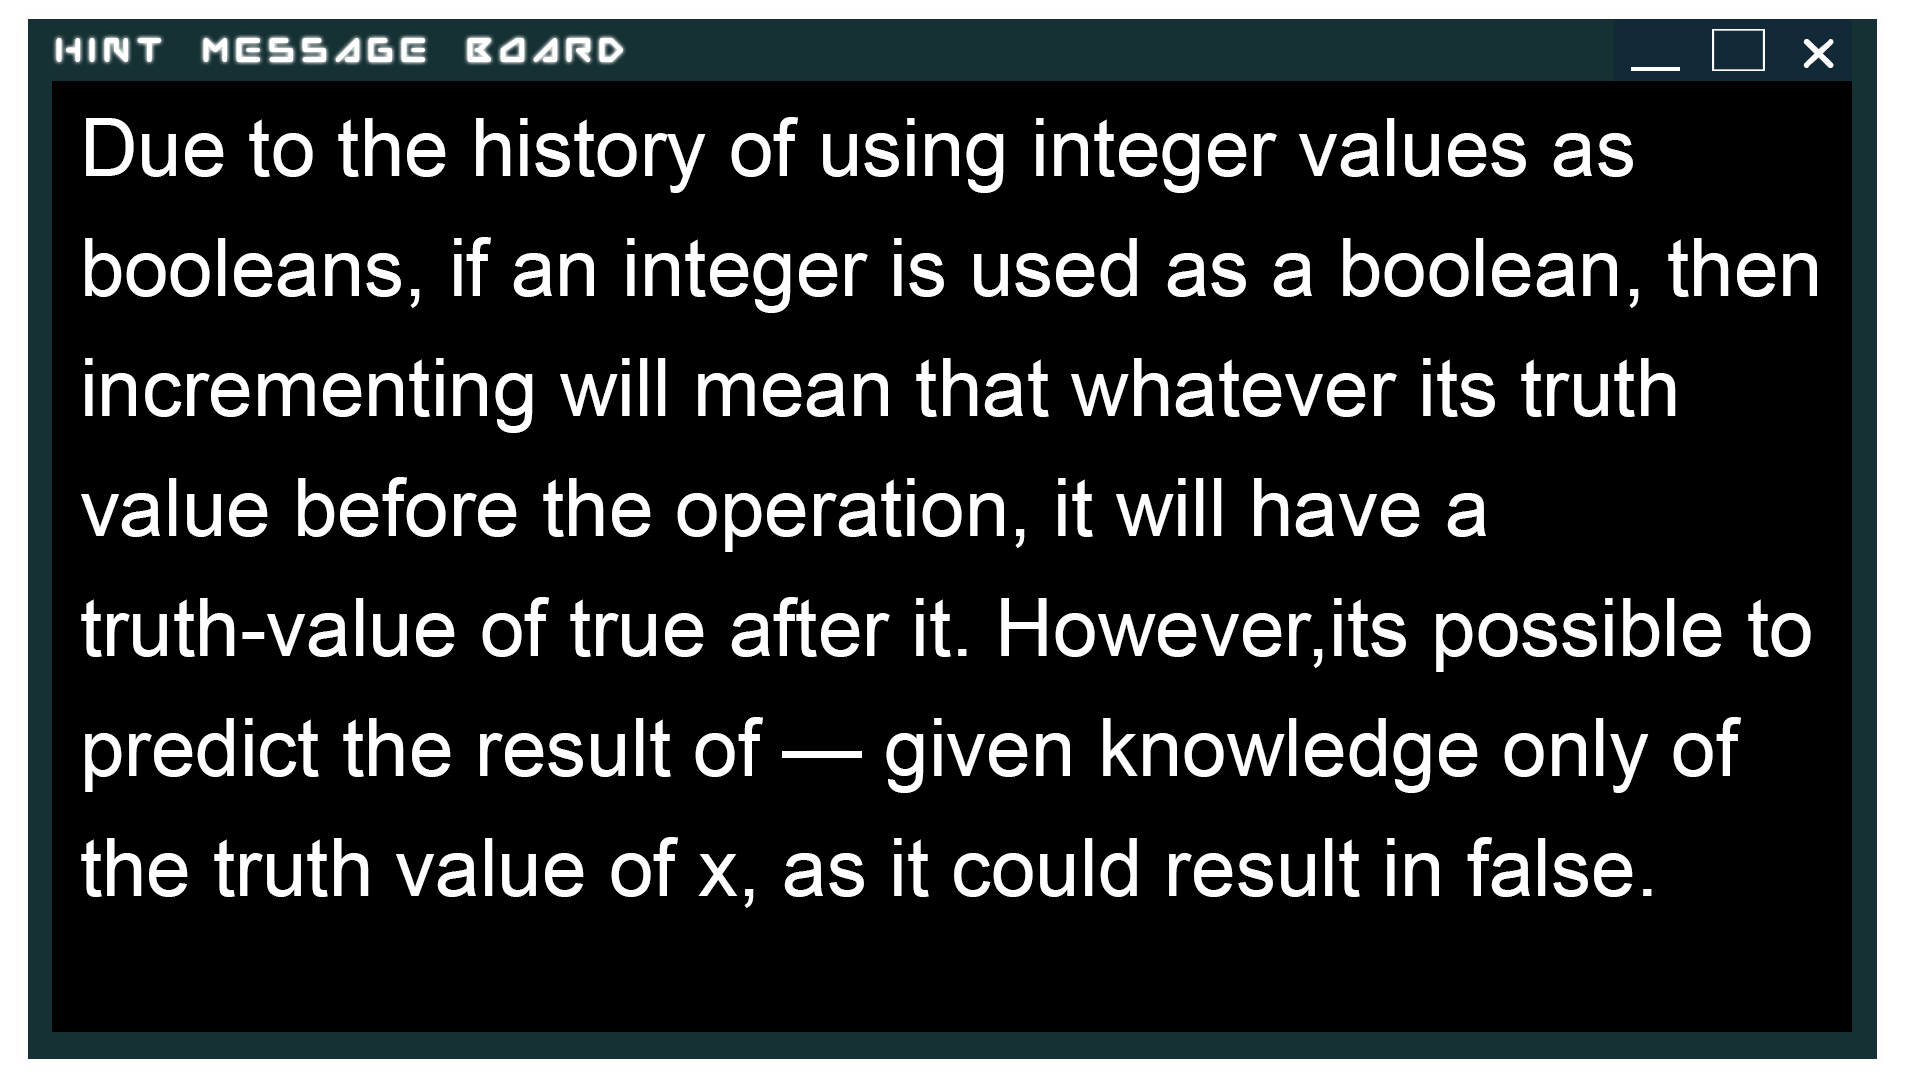 HINT MESSAGE BOARD
Due to the history of using integer values as
booleans, if an integer is used as a boolean, then
incrementing will mean that whatever its truth
value before the operation, it will have a
truth-value of true after it. However,its possible to
predict the result of — given knowledge only of
the truth value of x, as it could result in false.